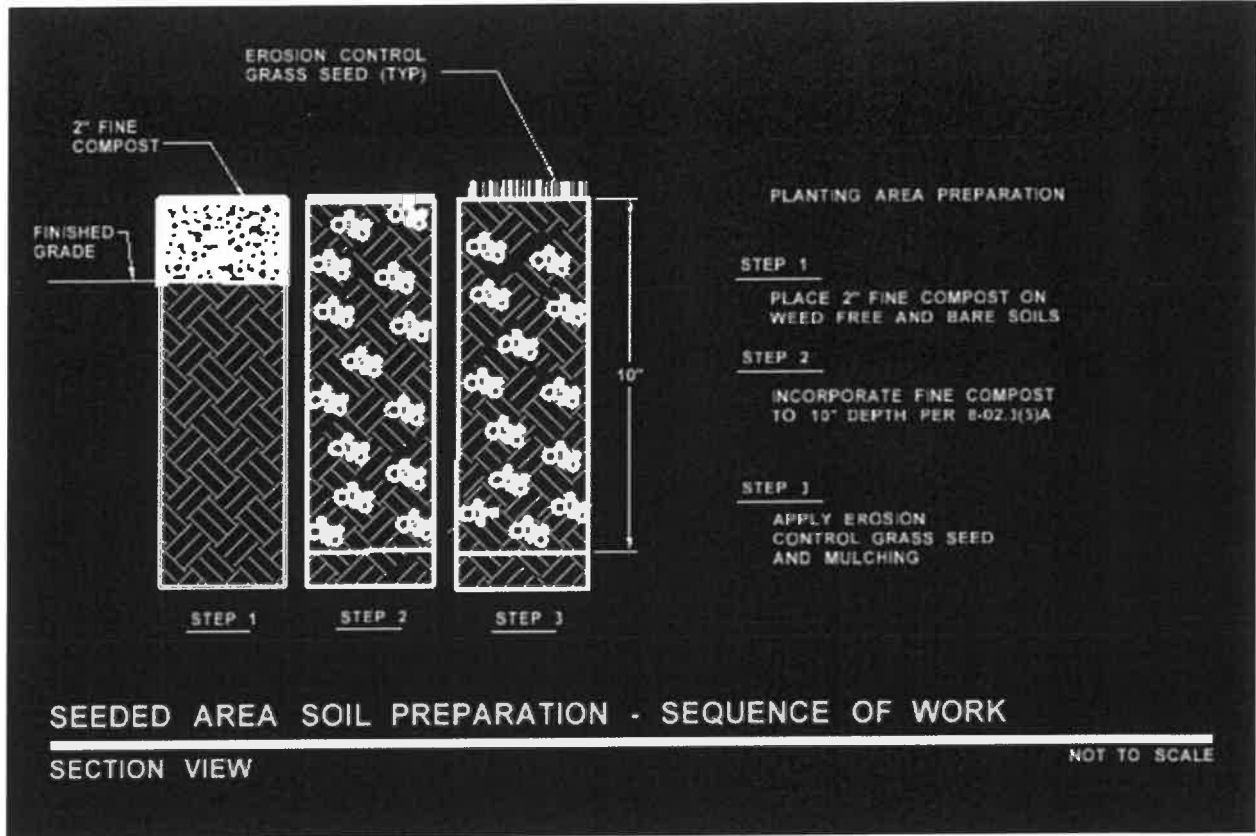 EROSION CONTROL
GRASS SEED (TYP)
2" FINE
COMPOST
FINISHED
GRADE
10"
STEP 1
STEP 2
STEP 3
PLANTING AREA PREPARATION
STEP 1
PLACE 2" FINE COMPOST ON
WEED FREE AND BARE SOILS
STEP 2
INCORPORATE FINE COMPOST
TO 10" DEPTH PER 8-02.3(5)A
STEP 3
APPLY EROSION
CONTROL GRASS SEED
AND MULCHING
SEEDED AREA SOIL PREPARATION - SEQUENCE OF WORK
SECTION VIEW
NOT TO SCALE